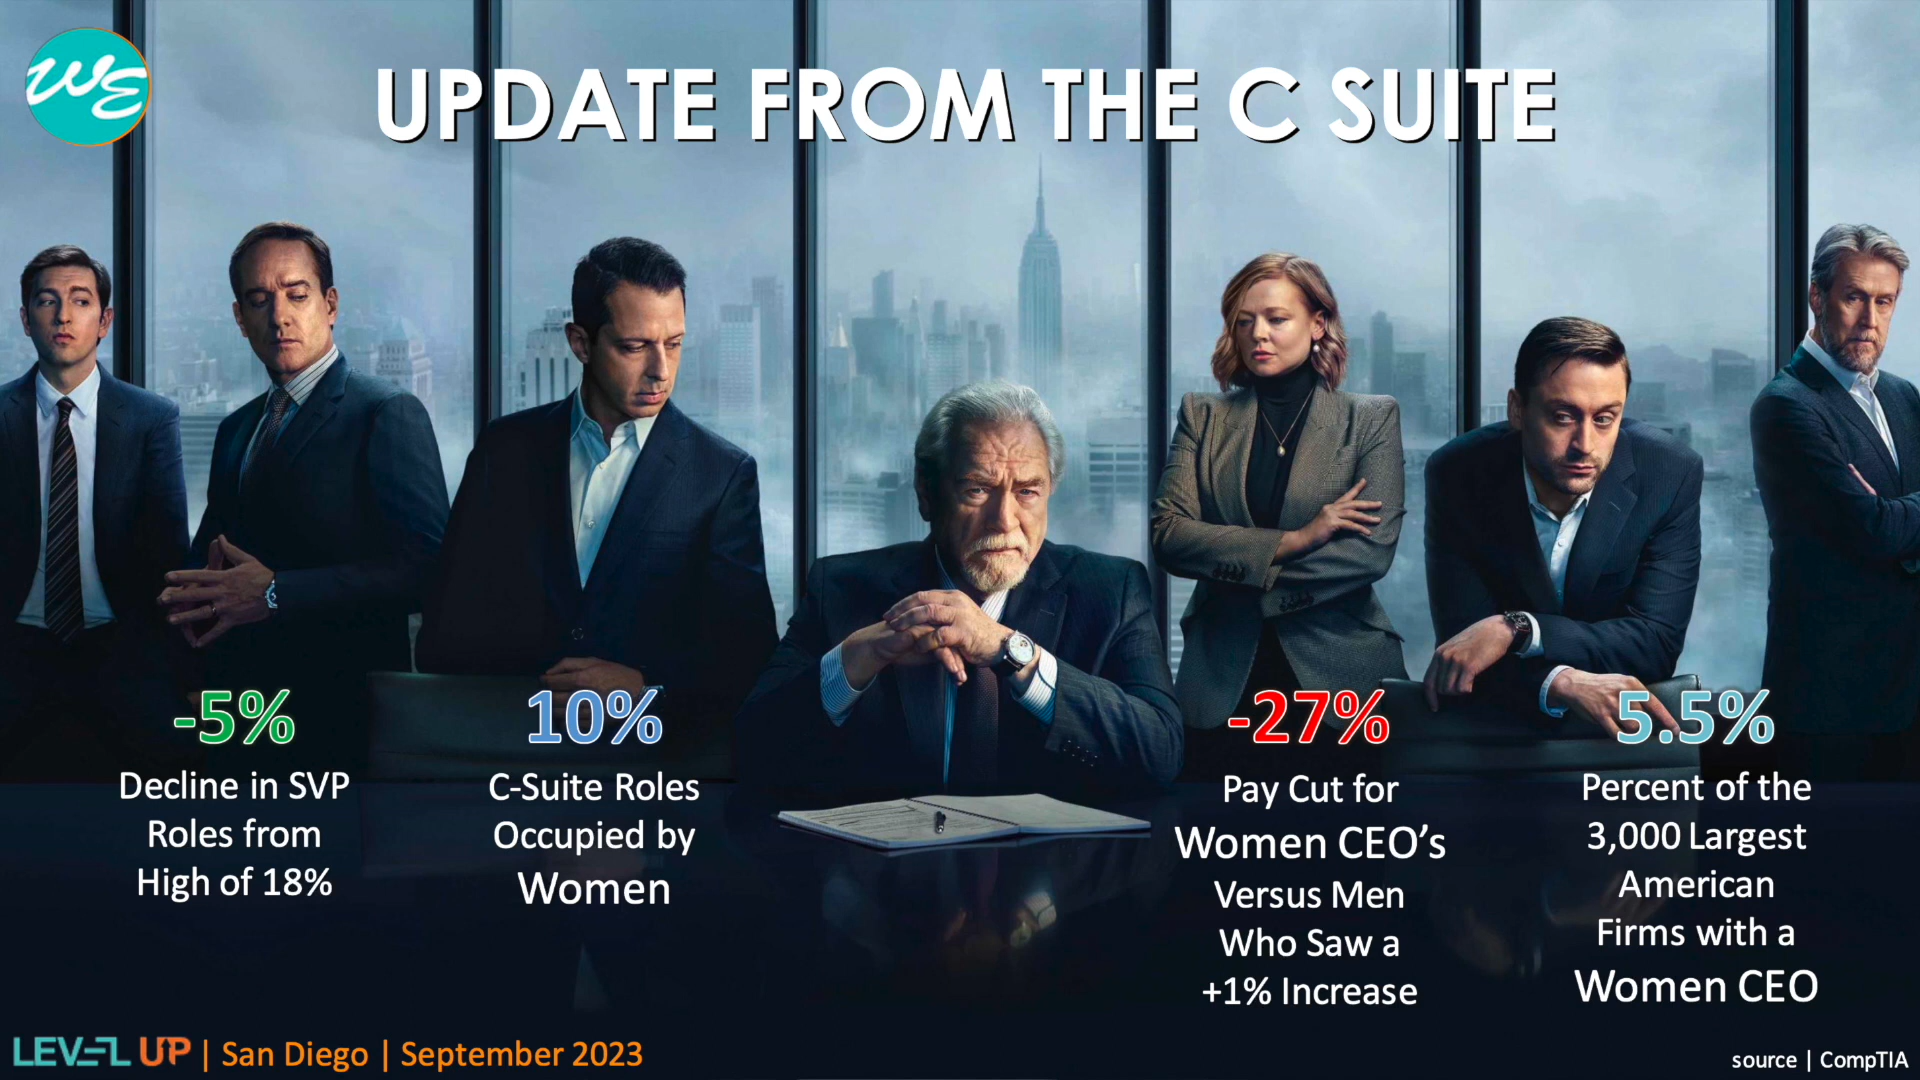 WE
UPDATE FROM THE C SUITE
-5%
Decline in SVP
Roles from
High of 18%
10%
C-Suite Roles
Occupied by
Women
-27%
Pay Cut for
Women CEO’s
Versus Men
Who Saw a
+1% Increase
5.5%
Percent of the
3,000 Largest
American
Firms with a
Women CEO
LEVEL UP | San Diego | September 2023
source | CompTIA